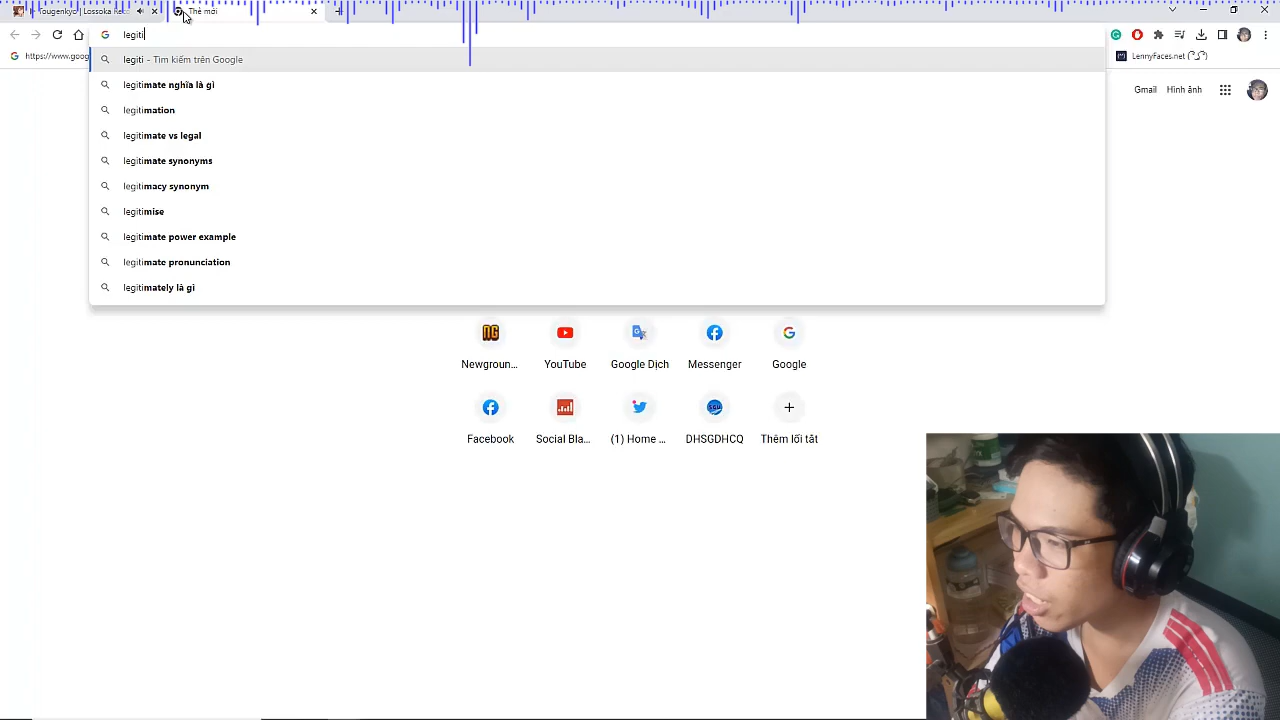 Yougenkyo | Lossoka Re
Thẻ mới
legiti
https://www.goog
LennyFaces.net ( ͡° ͜ʖ ͡°)
legiti - Tìm kiếm trên Google
legitimate nghĩa là gì
legitimation
legitimate vs legal
legitimate synonyms
legitimacy synonym
legitimise
legitimate power example
legitimate pronunciation
legitimately là gì
Gmail Hình ảnh
Newgroun... YouTube Google Dịch Messenger Google
Facebook Social Bla... (1) Home ... DHSGDHCQ Thêm lối tắt